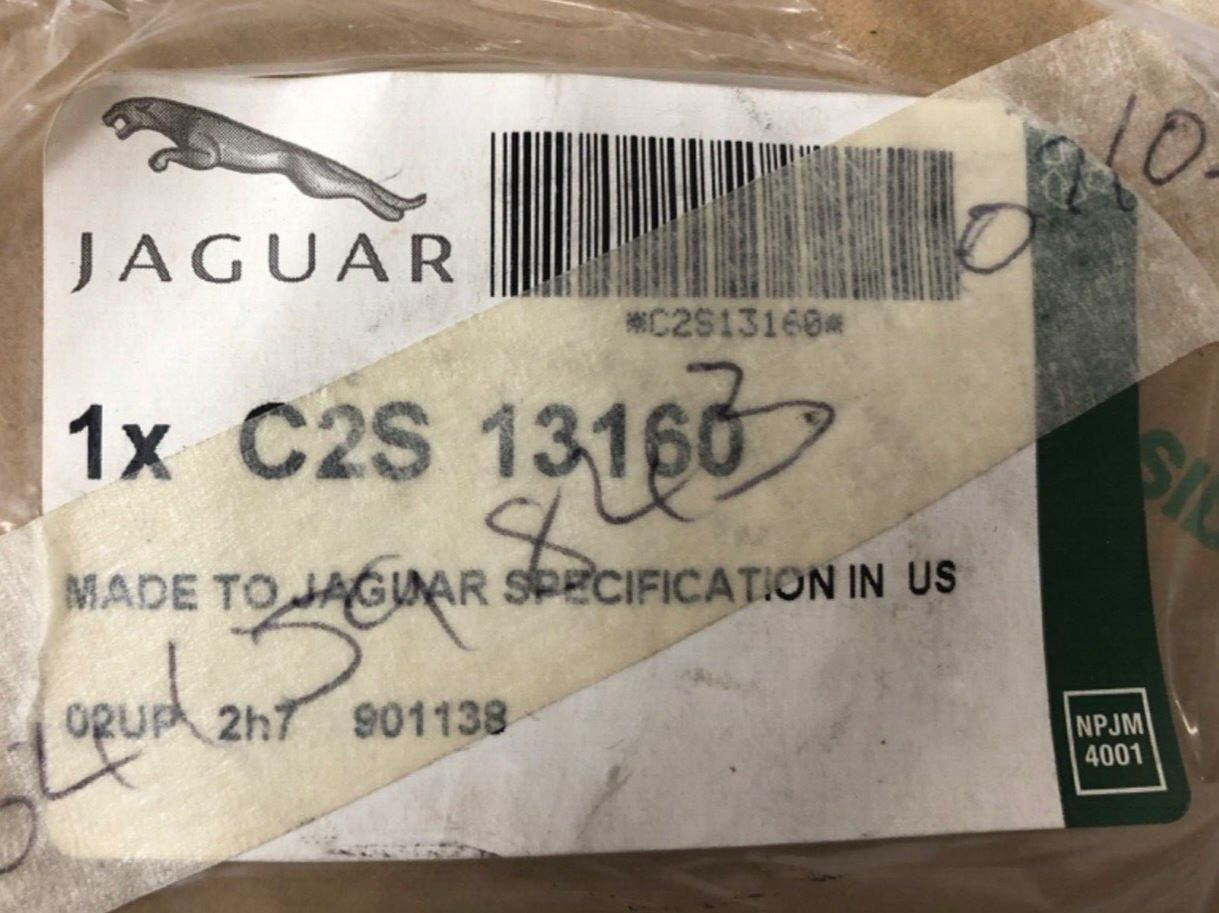 JAGUAR
*C2S13160*
1x C2S 13160
MADE TO JAGUAR SPECIFICATION IN US
02UP 2h7 901138
NPJM
4001